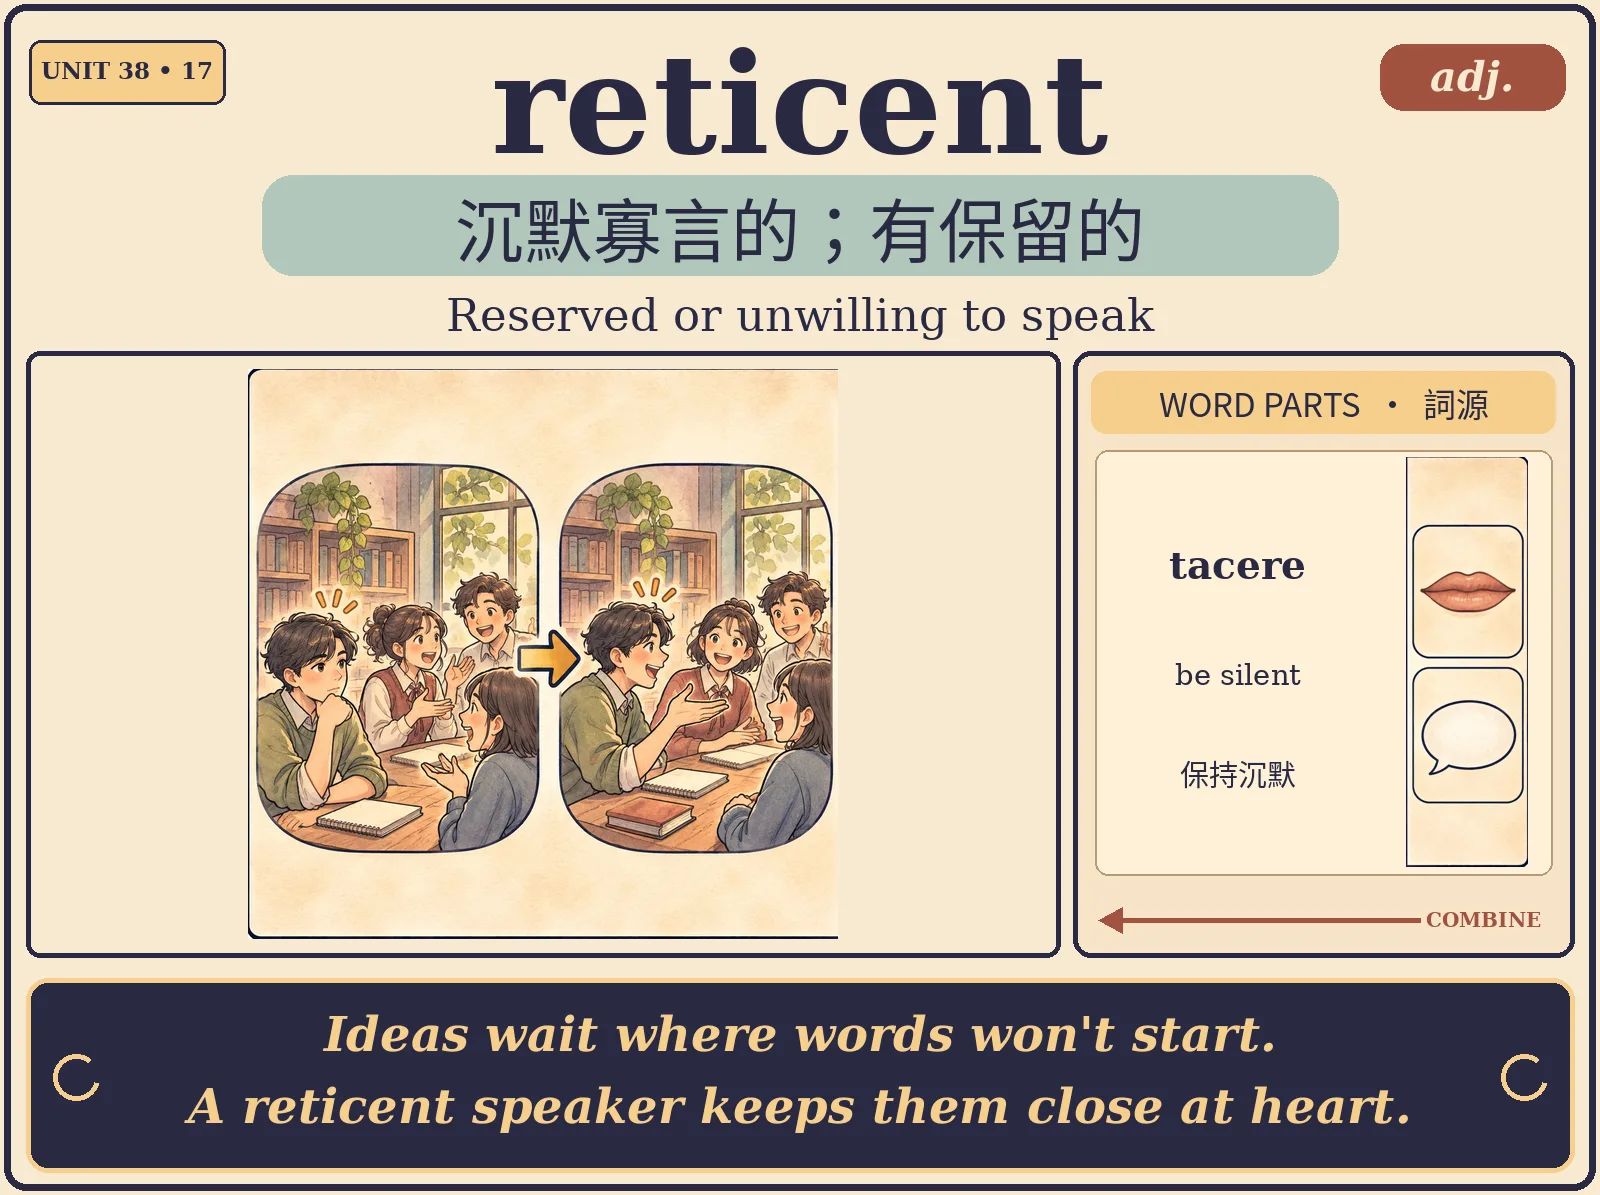 UNIT 38 • 17
reticent
adj.
沉默寡言的；有保留的
Reserved or unwilling to speak
WORD PARTS ・ 詞源
tacere
be silent
保持沉默
COMBINE
Ideas wait where words won't start.
A reticent speaker keeps them close at heart.